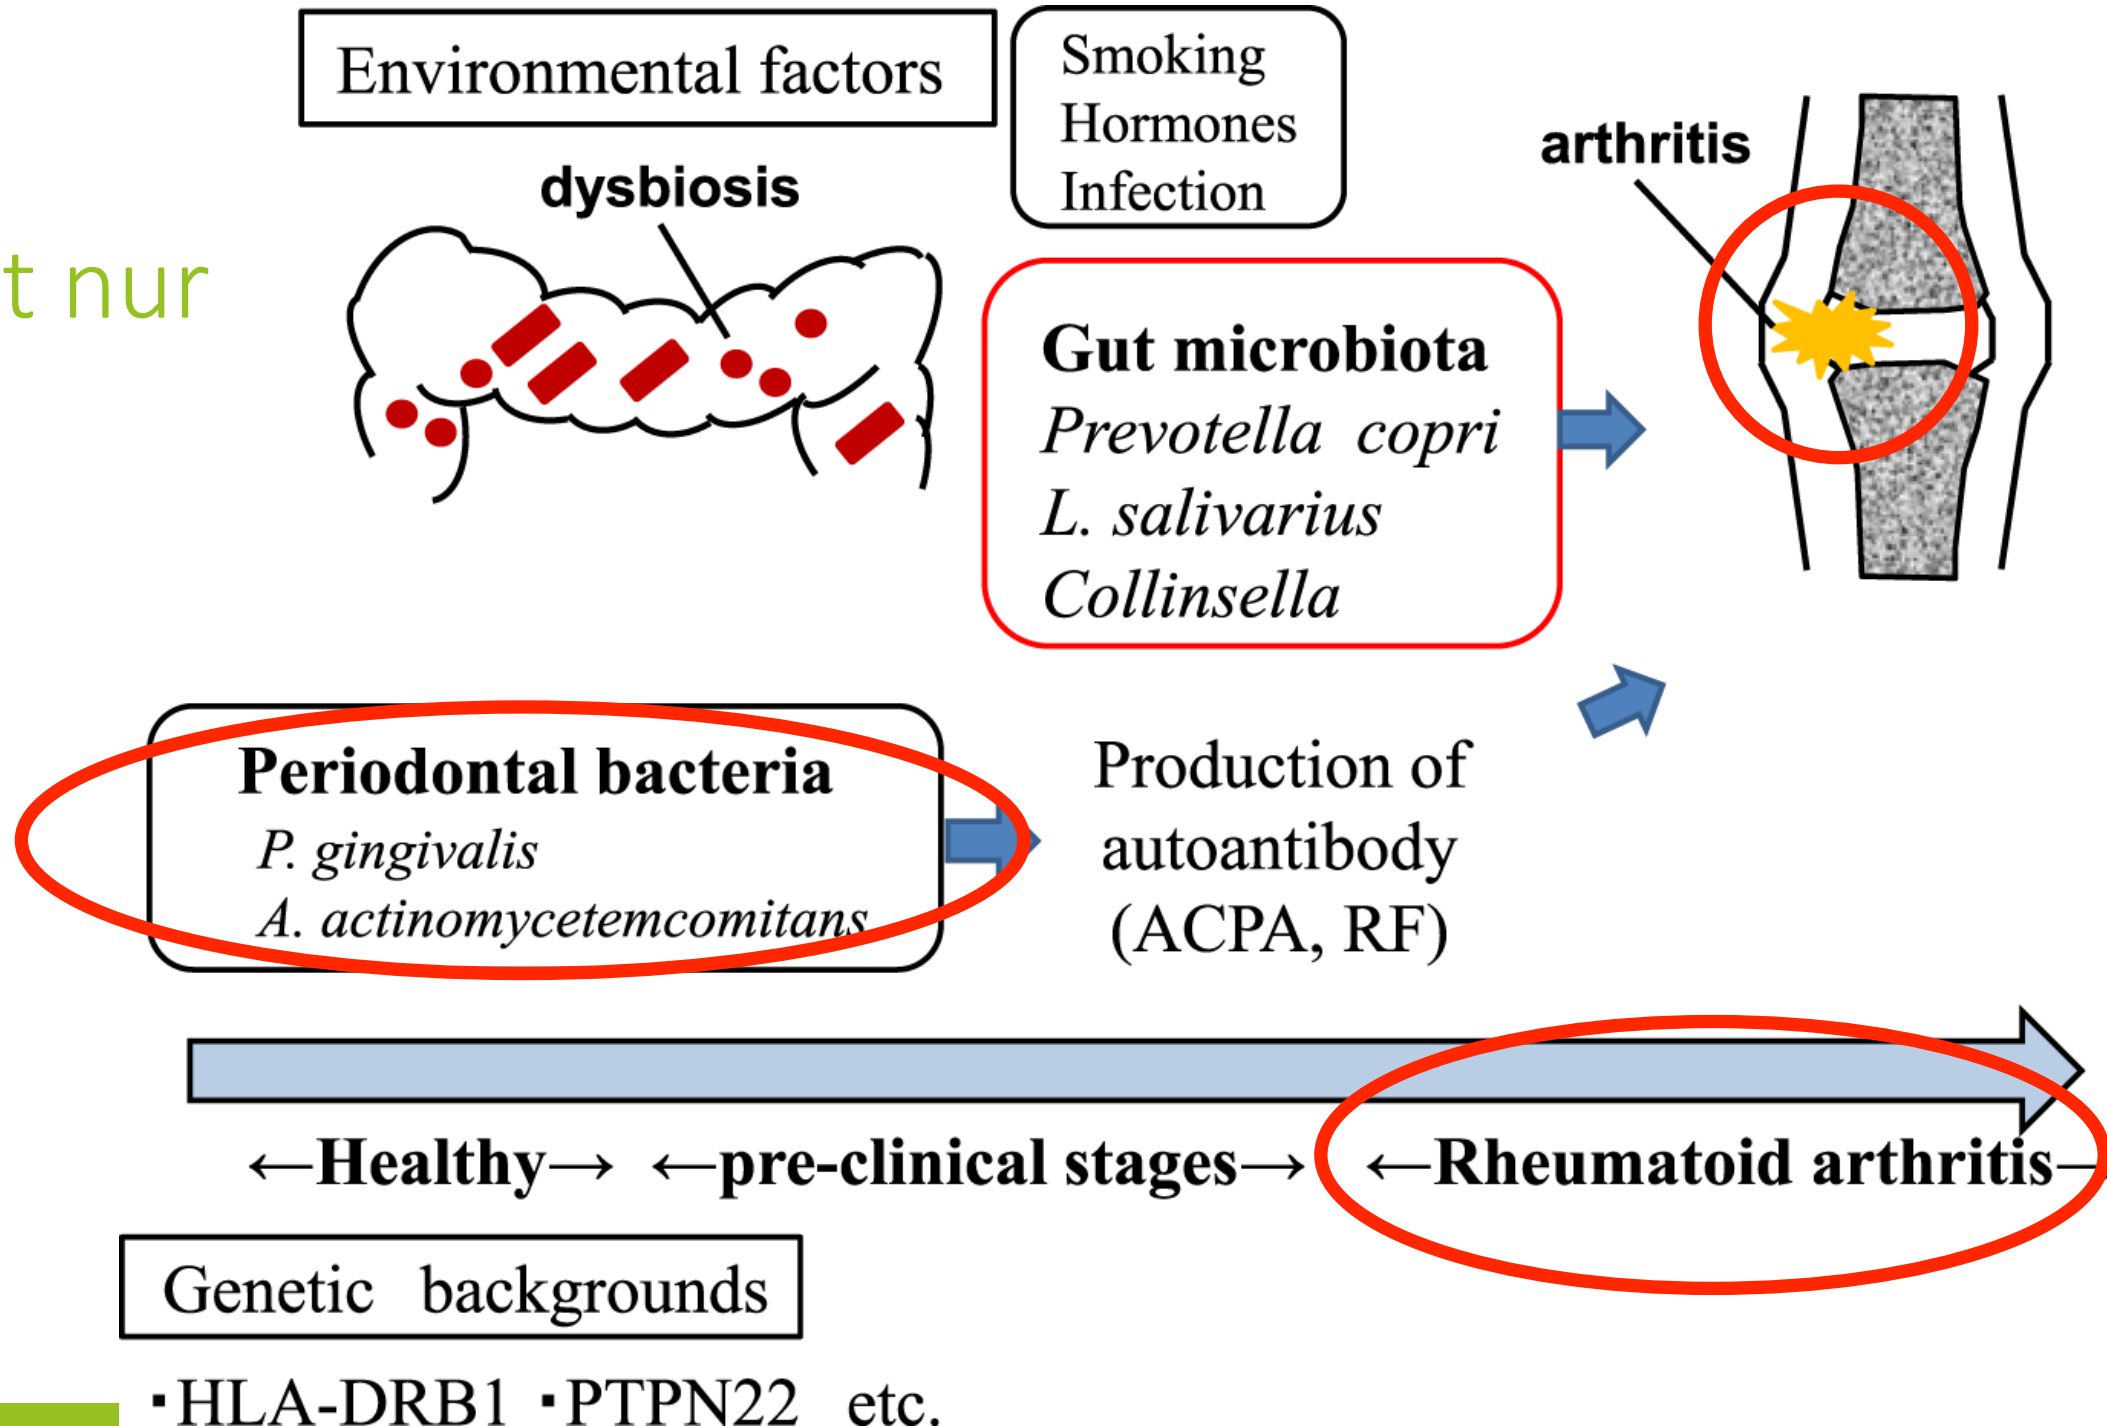 Environmental factors
Smoking
Hormones
Infection
arthritis
dysbiosis
t nur
Gut microbiota
Prevotella copri
L. salivarius
Collinsella
Periodontal bacteria
P. gingivalis
A. actinomycetemcomitans
Production of
autoantibody
(ACPA, RF)
←Healthy→ ←pre-clinical stages→ ←Rheumatoid arthritis—
Genetic backgrounds
・HLA-DRB1 ・PTPN22 etc.